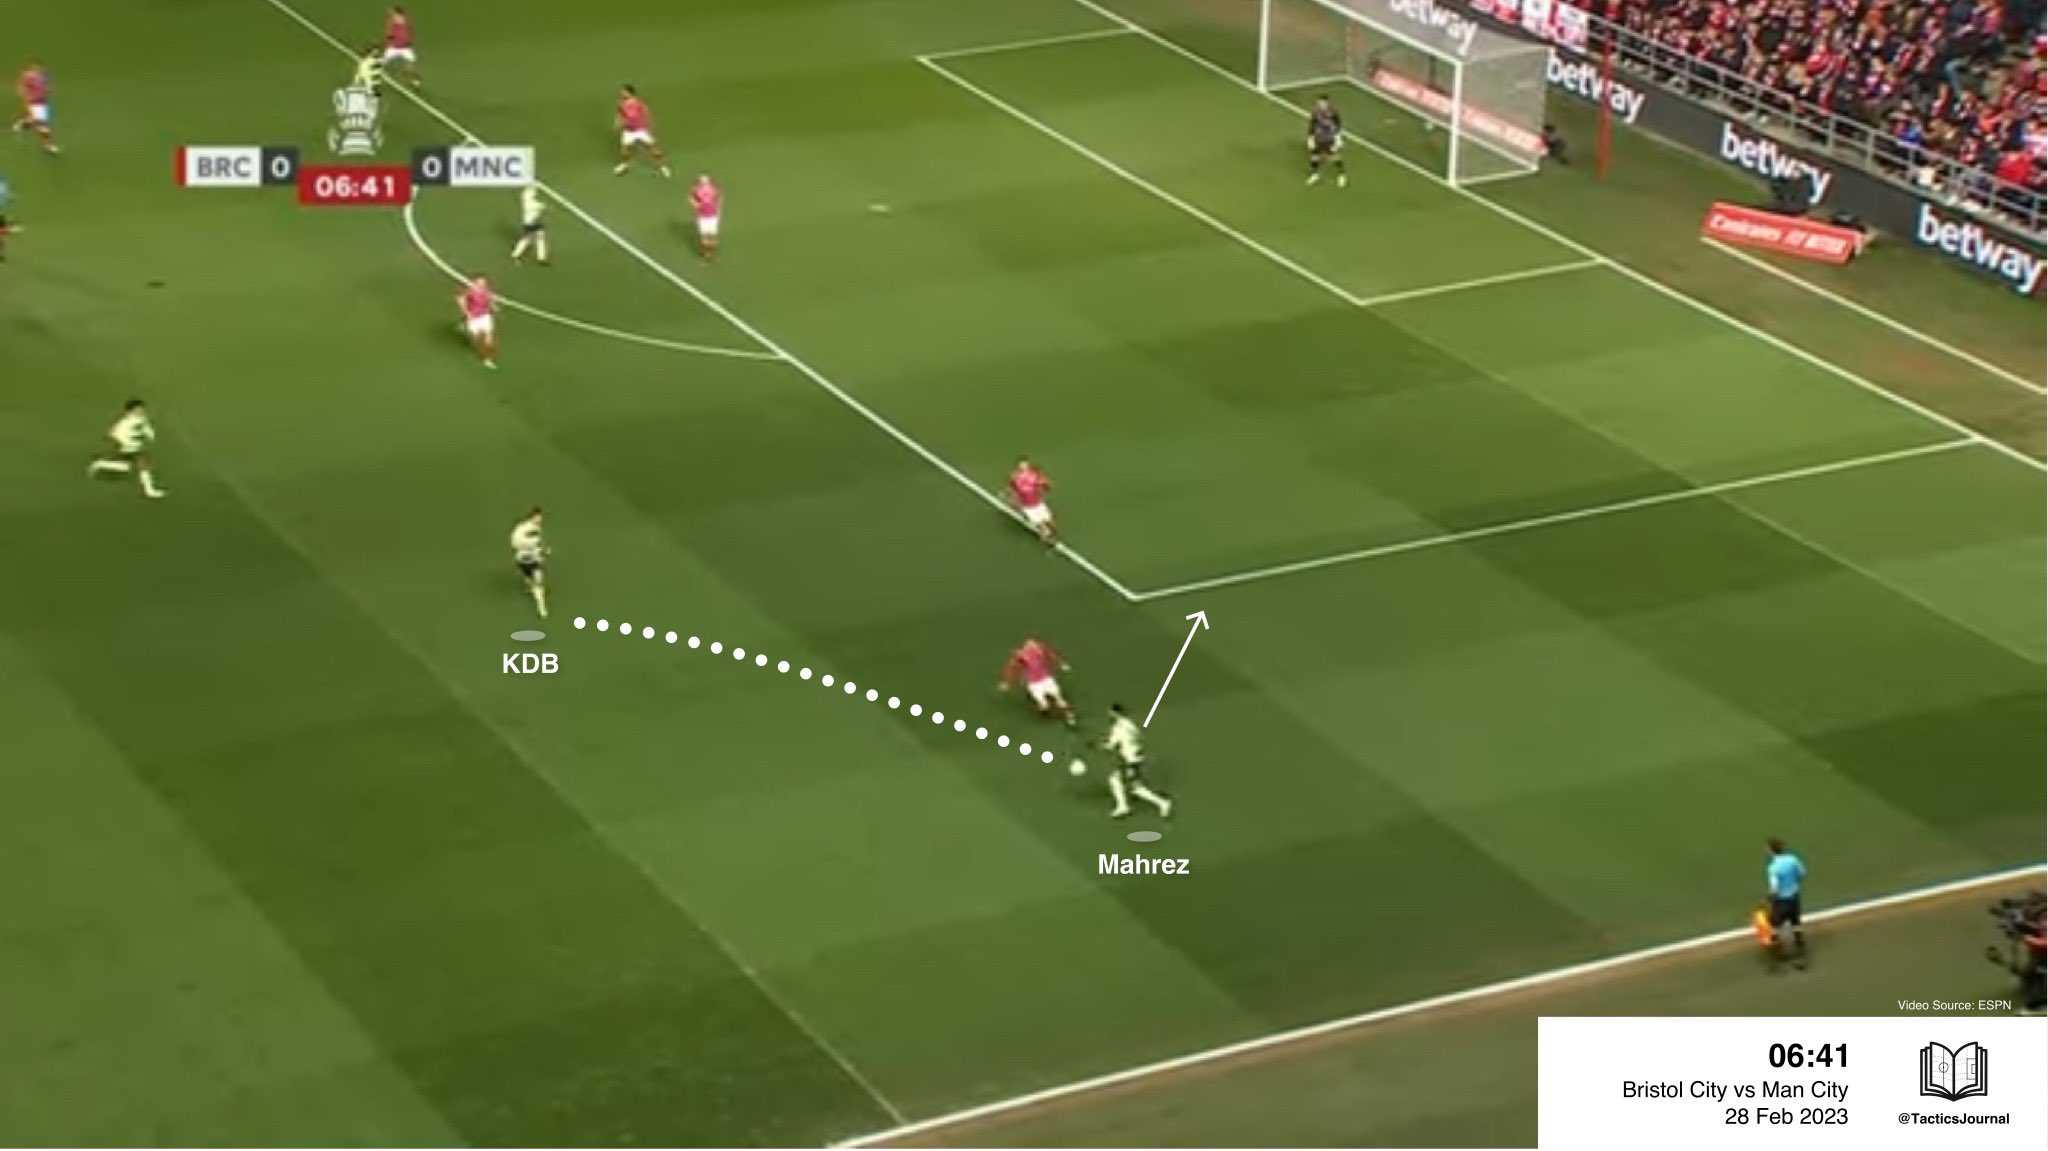 betway
betway
betway
betway
BRC 0 06:41 0 MNC
KDB
Mahrez
Video Source: ESPN
06:41
Bristol City vs Man City
28 Feb 2023
@TacticsJournal